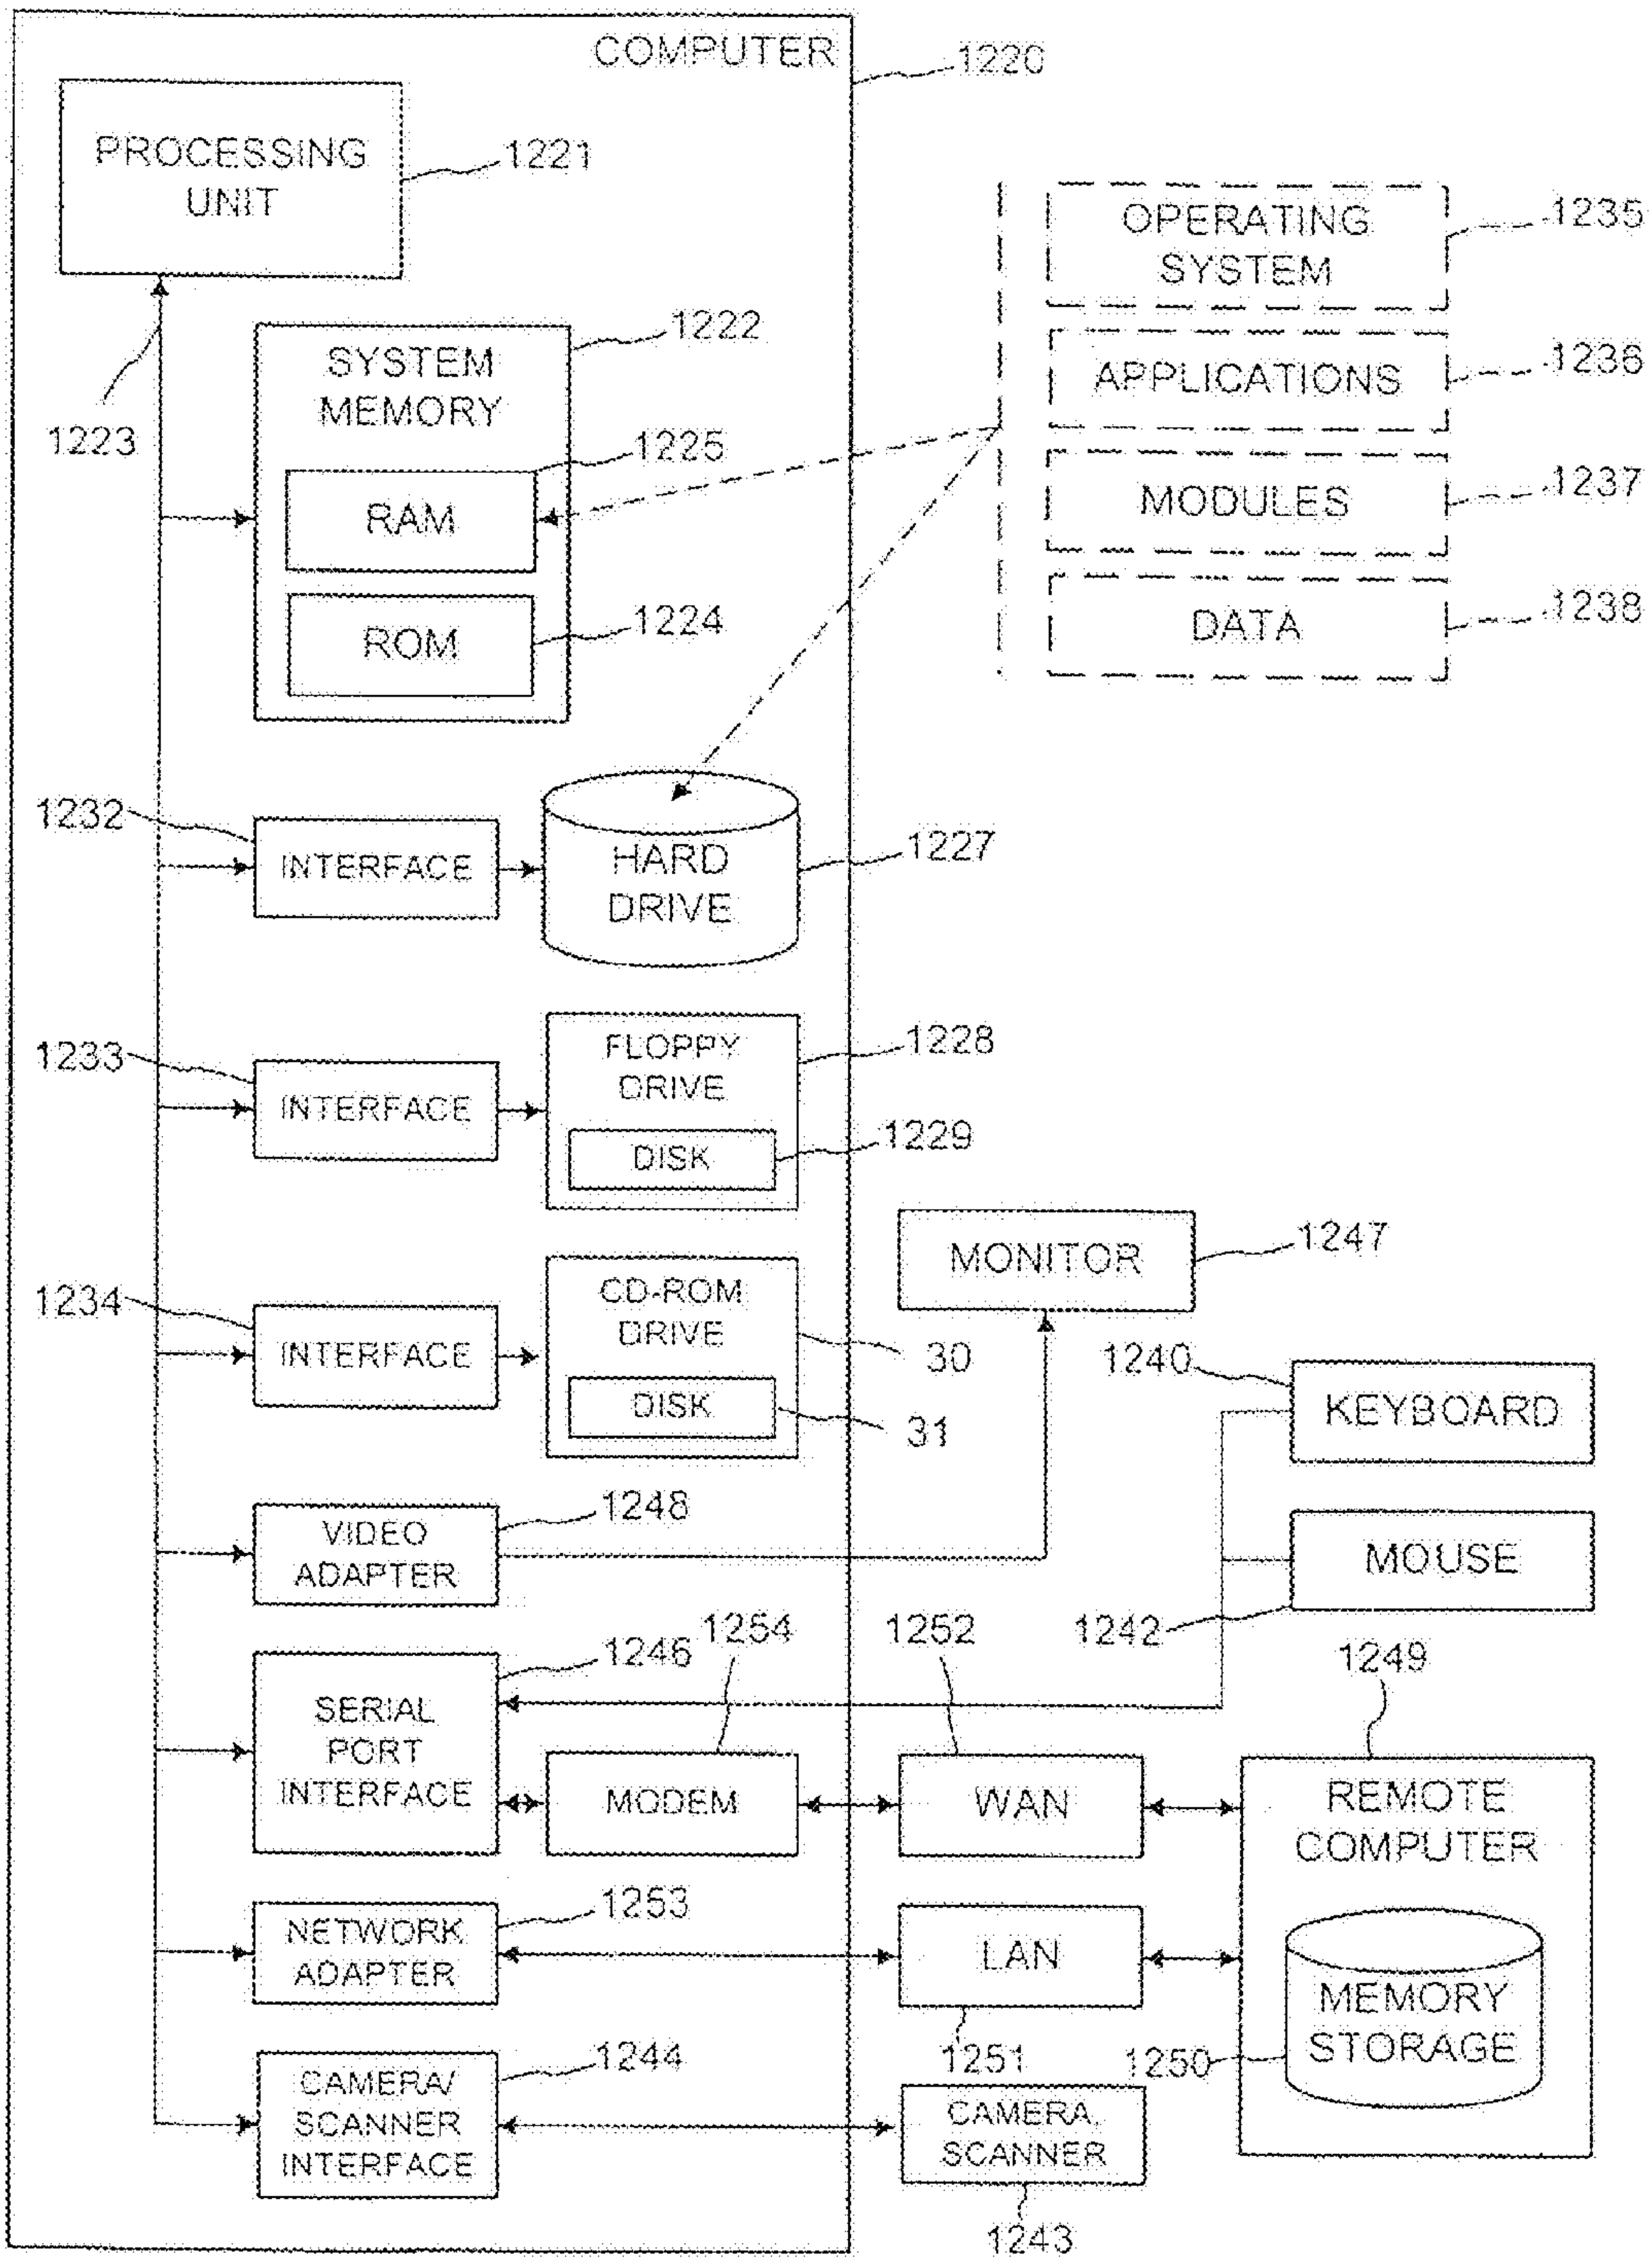 COMPUTER
1220
PROCESSING
UNIT
1221
1223
SYSTEM
MEMORY
1222
RAM
1225
ROM
1224
OPERATING
SYSTEM
1235
APPLICATIONS
1236
MODULES
1237
DATA
1238
1232
INTERFACE
HARD
DRIVE
1227
1233
INTERFACE
FLOPPY
DRIVE
1228
DISK
1229
1234
INTERFACE
CD-ROM
DRIVE
30
DISK
31
MONITOR
1247
1240
KEYBOARD
MOUSE
1242
VIDEO
ADAPTER
1248
SERIAL
PORT
INTERFACE
1246
1254
MODEM
1252
WAN
1249
REMOTE
COMPUTER
MEMORY
STORAGE
1250
NETWORK
ADAPTER
1253
LAN
1251
CAMERA/
SCANNER
INTERFACE
1244
CAMERA,
SCANNER
1243